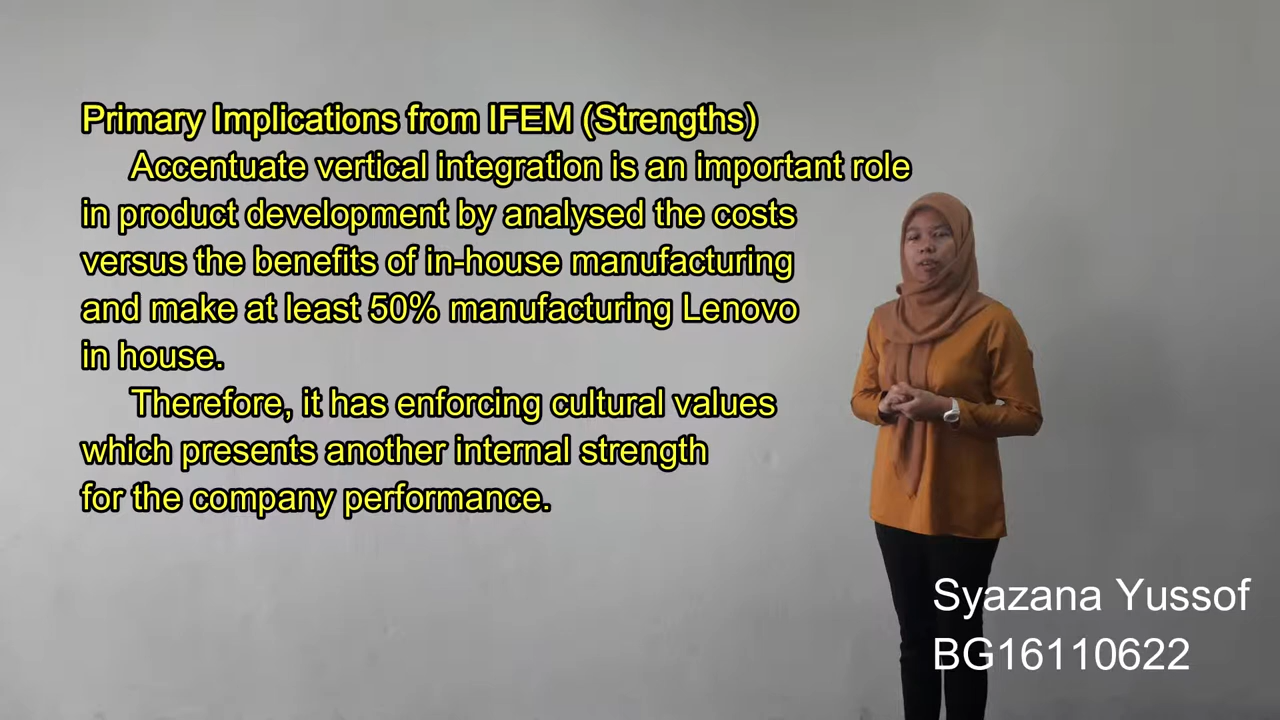 Primary Implications from IFEM (Strengths)
Accentuate vertical integration is an important role
in product development by analysed the costs
versus the benefits of in-house manufacturing
and make at least 50% manufacturing Lenovo
in house.
Therefore, it has enforcing cultural values
which presents another internal strength
for the company performance.
Syazana Yussof
BG16110622